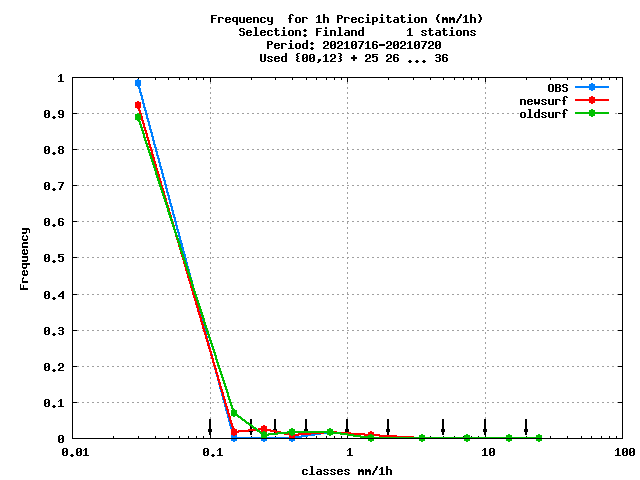 Frequency  for 1h Precipitation (mm/1h)
Selection: Finland      1 stations
Period: 20210716-20210720
Used {00,12} + 25 26 ... 36
OBS
newsurf
oldsurf
1
0.9
0.8
0.7
0.6
0.5
0.4
0.3
0.2
0.1
0
Frequency
0.01
0.1
1
10
100
classes mm/1h